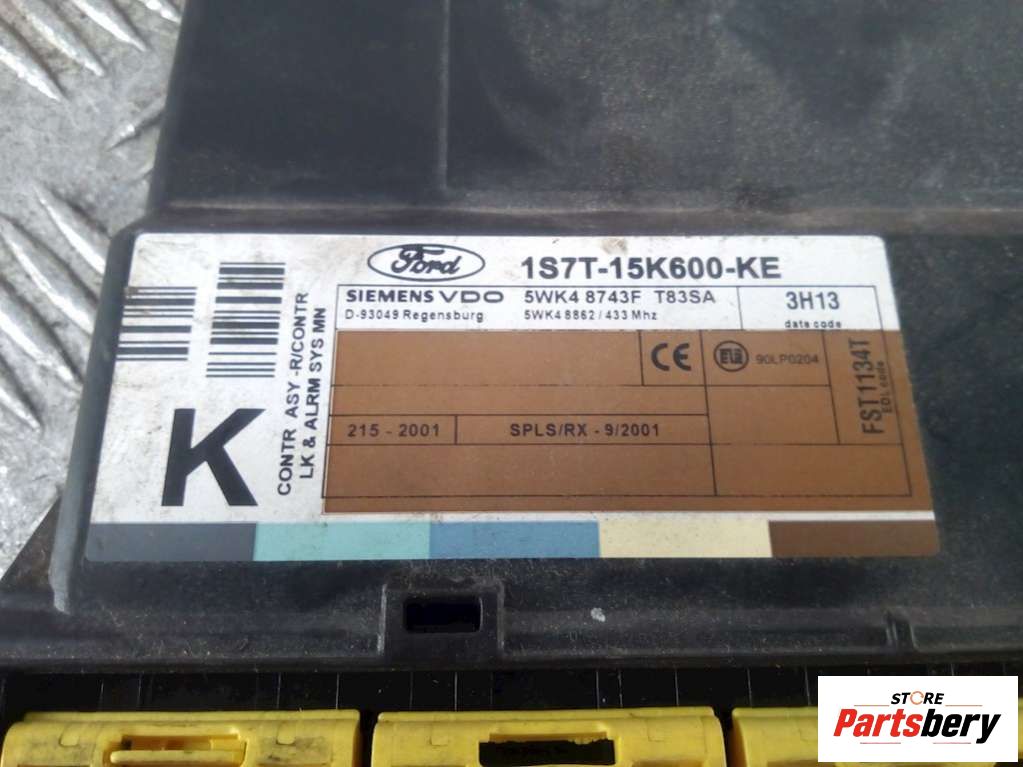 Ford
1S7T-15K600-KE
SIEMENS VDO 5WK4 8743F T83SA
D-93049 Regensburg 5WK4 8862 / 433 Mhz
3H13
date code
CE
90LP0204
FST1134T
EOL code
215 - 2001
SPLS/RX - 9/2001
K
CONTR ASY -R/CONTR
LK & ALRM SYS MN
STORE
Partsbery